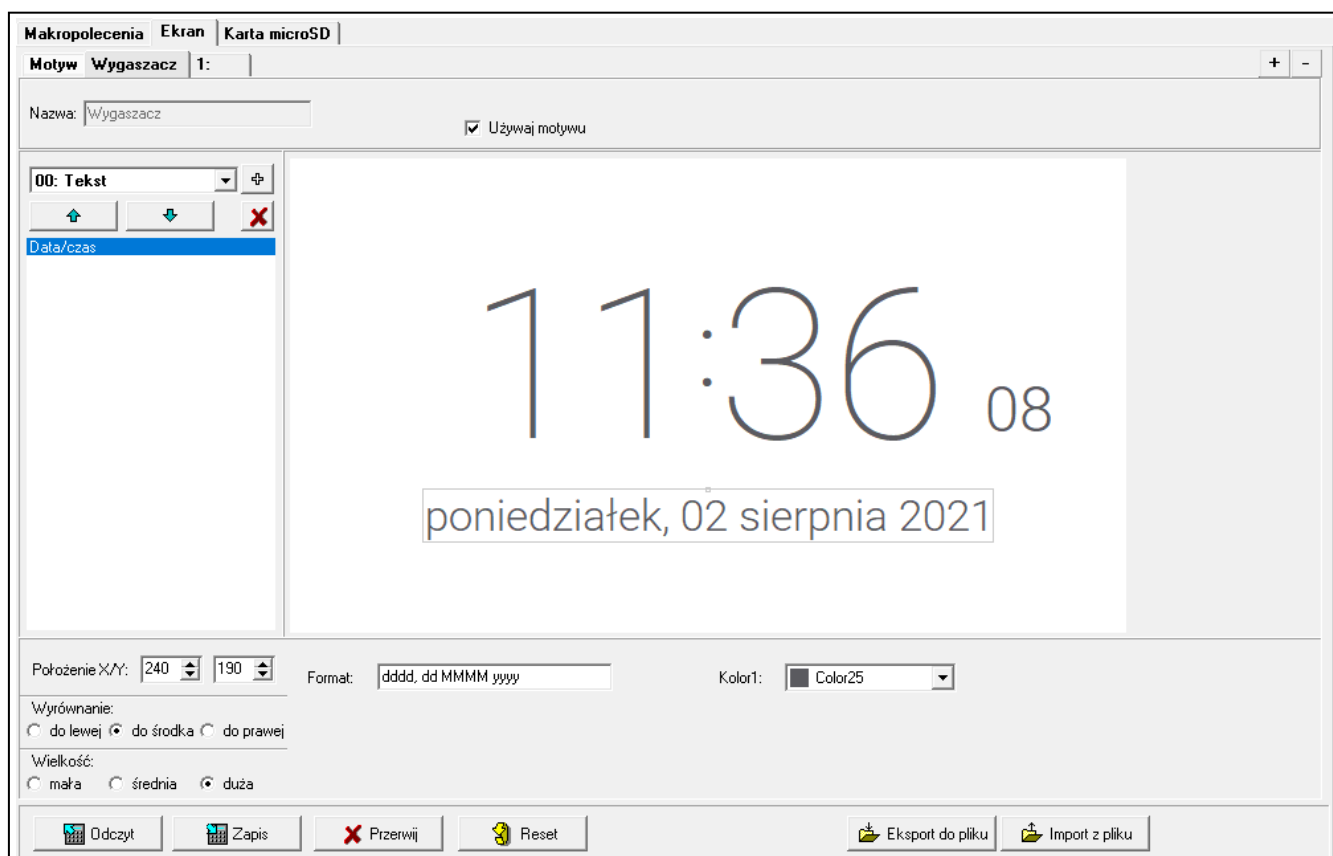 Makropolecenia Ekran Karta microSD
Motyw Wygaszacz 1: + -
Nazwa: Wygaszacz
Używaj motywu
00: Tekst
Data/czas
11:36 08
poniedziałek, 02 sierpnia 2021
Położenie X/Y: 240 190 Format: dddd, dd MMMM yyyy Kolor1: Color25
Wyrównanie:
do lewej do środka do prawej
Wielkość:
mała średnia duża
Odczyt Zapis Przerwij Reset Eksport do pliku Import z pliku